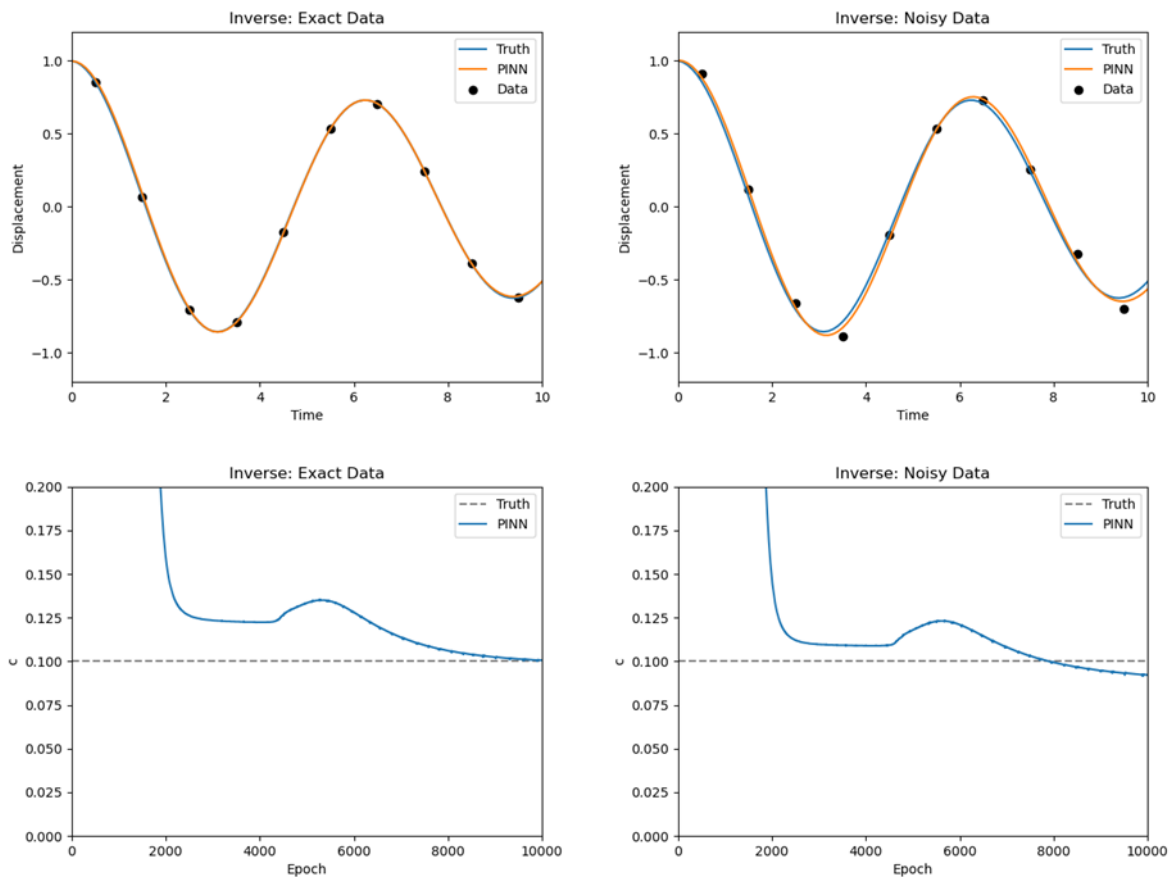 Inverse: Exact Data
Truth
PINN
Data
1.0
0.5
0.0
−0.5
−1.0
Displacement
0 2 4 6 8 10
Time
Inverse: Noisy Data
Truth
PINN
Data
1.0
0.5
0.0
−0.5
−1.0
Displacement
0 2 4 6 8 10
Time
Inverse: Exact Data
Truth
PINN
0.200
0.175
0.150
0.125
0.100
0.075
0.050
0.025
0.000
c
0 2000 4000 6000 8000 10000
Epoch
Inverse: Noisy Data
Truth
PINN
0.200
0.175
0.150
0.125
0.100
0.075
0.050
0.025
0.000
c
0 2000 4000 6000 8000 10000
Epoch